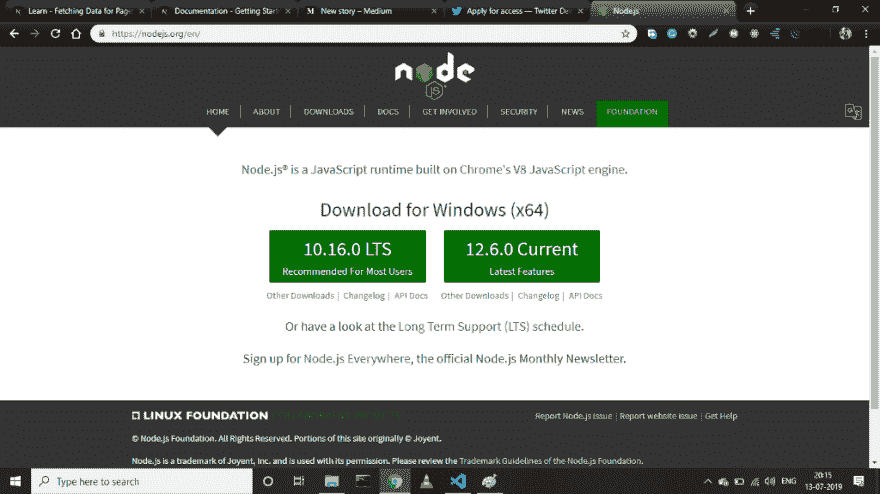 Learn - Fetching Data for Page
Documentation - Getting Start
New story – Medium
Apply for access — Twitter De
Node.js
https://nodejs.org/en/
node
JS
HOME | ABOUT | DOWNLOADS | DOCS | GET INVOLVED | SECURITY | NEWS | FOUNDATION
Node.js® is a JavaScript runtime built on Chrome's V8 JavaScript engine.
Download for Windows (x64)
10.16.0 LTS
Recommended For Most Users
12.6.0 Current
Latest Features
Other Downloads | Changelog | API Docs
Other Downloads | Changelog | API Docs
Or have a look at the Long Term Support (LTS) schedule.
Sign up for Node.js Everywhere, the official Node.js Monthly Newsletter.
LINUX FOUNDATION
Report Node.js issue | Report website issue | Get Help
© Node.js Foundation. All Rights Reserved. Portions of this site originally © Joyent.
Node.js is a trademark of Joyent, Inc. and is used with its permission. Please review the Trademark Guidelines of the Node.js Foundation.
Type here to search
ENG
20:15
13-07-2019